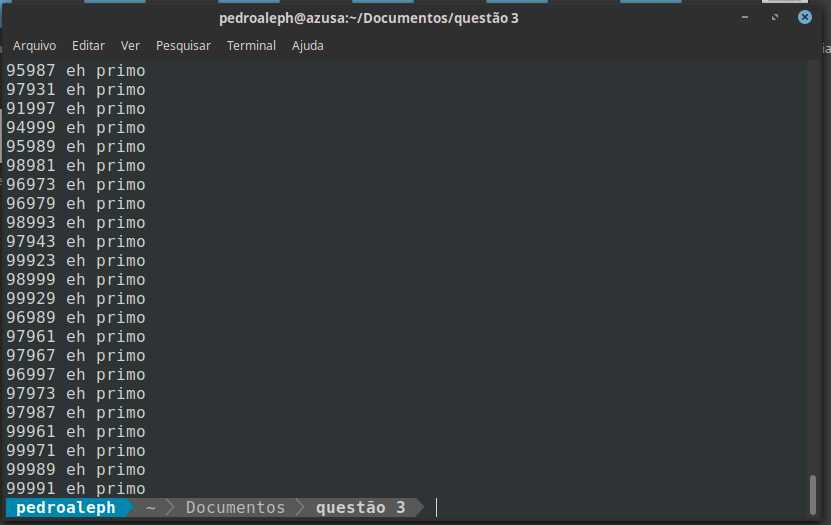 pedroaleph@azusa:~/Documentos/questão 3
Arquivo Editar Ver Pesquisar Terminal Ajuda
95987 eh primo
97931 eh primo
91997 eh primo
94999 eh primo
95989 eh primo
98981 eh primo
96973 eh primo
96979 eh primo
98993 eh primo
97943 eh primo
99923 eh primo
98999 eh primo
99929 eh primo
96989 eh primo
97961 eh primo
97967 eh primo
96997 eh primo
97973 eh primo
97987 eh primo
99961 eh primo
99971 eh primo
99989 eh primo
99991 eh primo
pedroaleph ~ Documentos questão 3